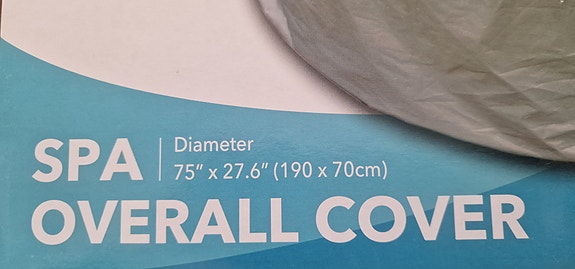 SPA
Diameter
75” x 27.6” (190 x 70cm)
OVERALL COVER